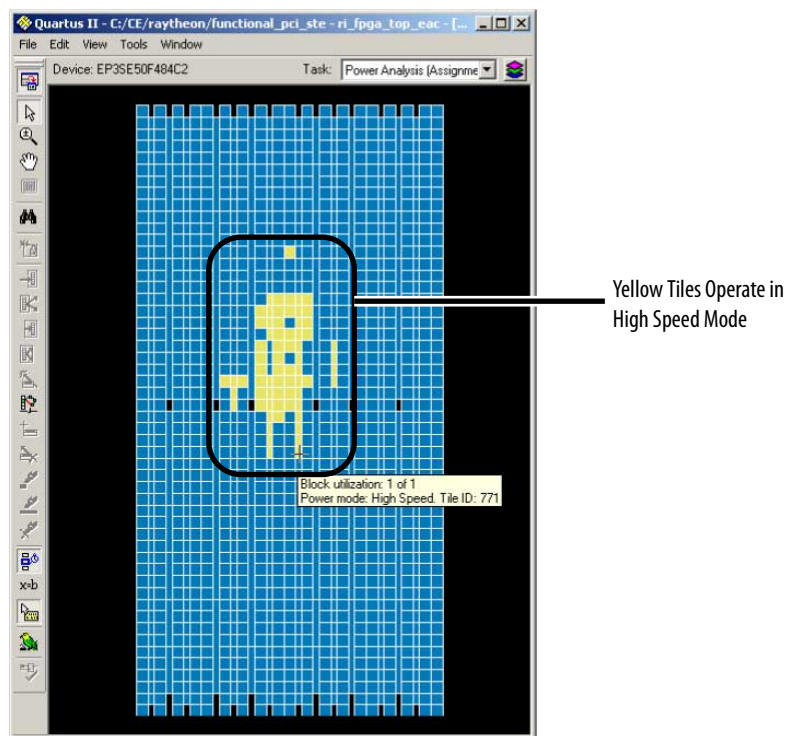 Quartus II - C:/CE/raytheon/functional_pci_ste - ri_fpga_top_eac - [...
File Edit View Tools Window
Device: EP3SE50F484C2 Task: Power Analysis (Assignme
Yellow Tiles Operate in
High Speed Mode
Block utilization: 1 of 1
Power mode: High Speed. Tile ID: 771
x=b